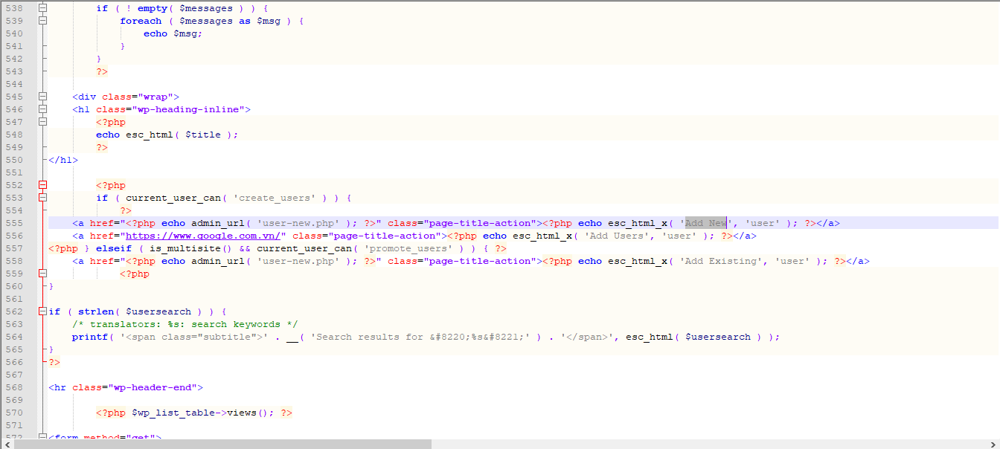 538 if ( ! empty( $messages ) ) {
539 foreach ( $messages as $msg ) {
540 echo $msg;
541 }
542 }
543 ?>
544
545 <div class="wrap">
546 <h1 class="wp-heading-inline">
547 <?php
548 echo esc_html( $title );
549 ?>
550 </h1>
551
552 <?php
553 if ( current_user_can( 'create_users' ) ) {
554 ?>
555 <a href="<?php echo admin_url( 'user-new.php' ); ?>" class="page-title-action"><?php echo esc_html_x( 'Add New', 'user' ); ?></a>
556 <a href="https://www.google.com.vn/" class="page-title-action"><?php echo esc_html_x( 'Add Users', 'user' ); ?></a>
557 <?php } elseif ( is_multisite() && current_user_can( 'promote_users' ) ) { ?>
558 <a href="<?php echo admin_url( 'user-new.php' ); ?>" class="page-title-action"><?php echo esc_html_x( 'Add Existing', 'user' ); ?></a>
559 <?php
560 }
561
562 if ( strlen( $usersearch ) ) {
563 /* translators: %s: search keywords */
564 printf( '<span class="subtitle">' . __( 'Search results for &#8220;%s&#8221;' ) . '</span>', esc_html( $usersearch ) );
565 }
566 ?>
567
568 <hr class="wp-header-end">
569
570 <?php $wp_list_table->views(); ?>
571
572 <form method="get">